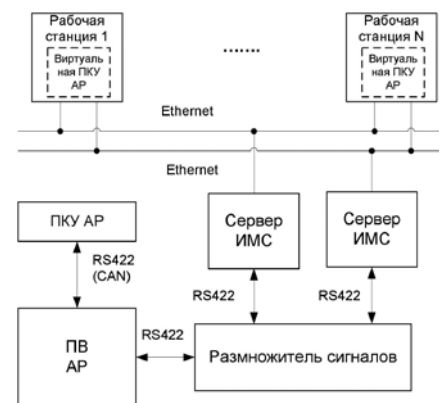 Рабочая
станция 1
Виртуаль
ная ПКУ
АР
.......
Рабочая
станция N
Виртуаль
ная ПКУ
АР
Ethernet
Ethernet
ПКУ АР
Сервер
ИМС
Сервер
ИМС
RS422
(CAN)
RS422
RS422
ПВ
АР
RS422
Размножитель сигналов